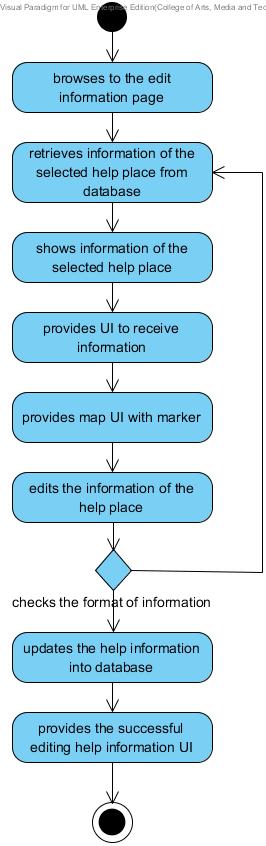 Visual Paradigm for UML Enterprise Edition(College of Arts, Media and Tec
browses to the edit
information page
retrieves information of the
selected help place from
database
shows information of the
selected help place
provides UI to receive
information
provides map UI with marker
edits the information of the
help place
checks the format of information
updates the help information
into database
provides the successful
editing help information UI